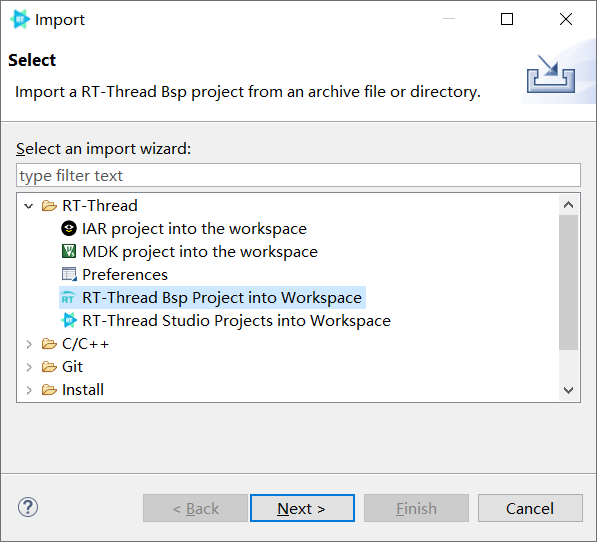 Import
Select
Import a RT-Thread Bsp project from an archive file or directory.
Select an import wizard:
type filter text
RT-Thread
IAR project into the workspace
MDK project into the workspace
Preferences
RT RT-Thread Bsp Project into Workspace
RT-Thread Studio Projects into Workspace
C/C++
Git
Install
? < Back Next > Finish Cancel